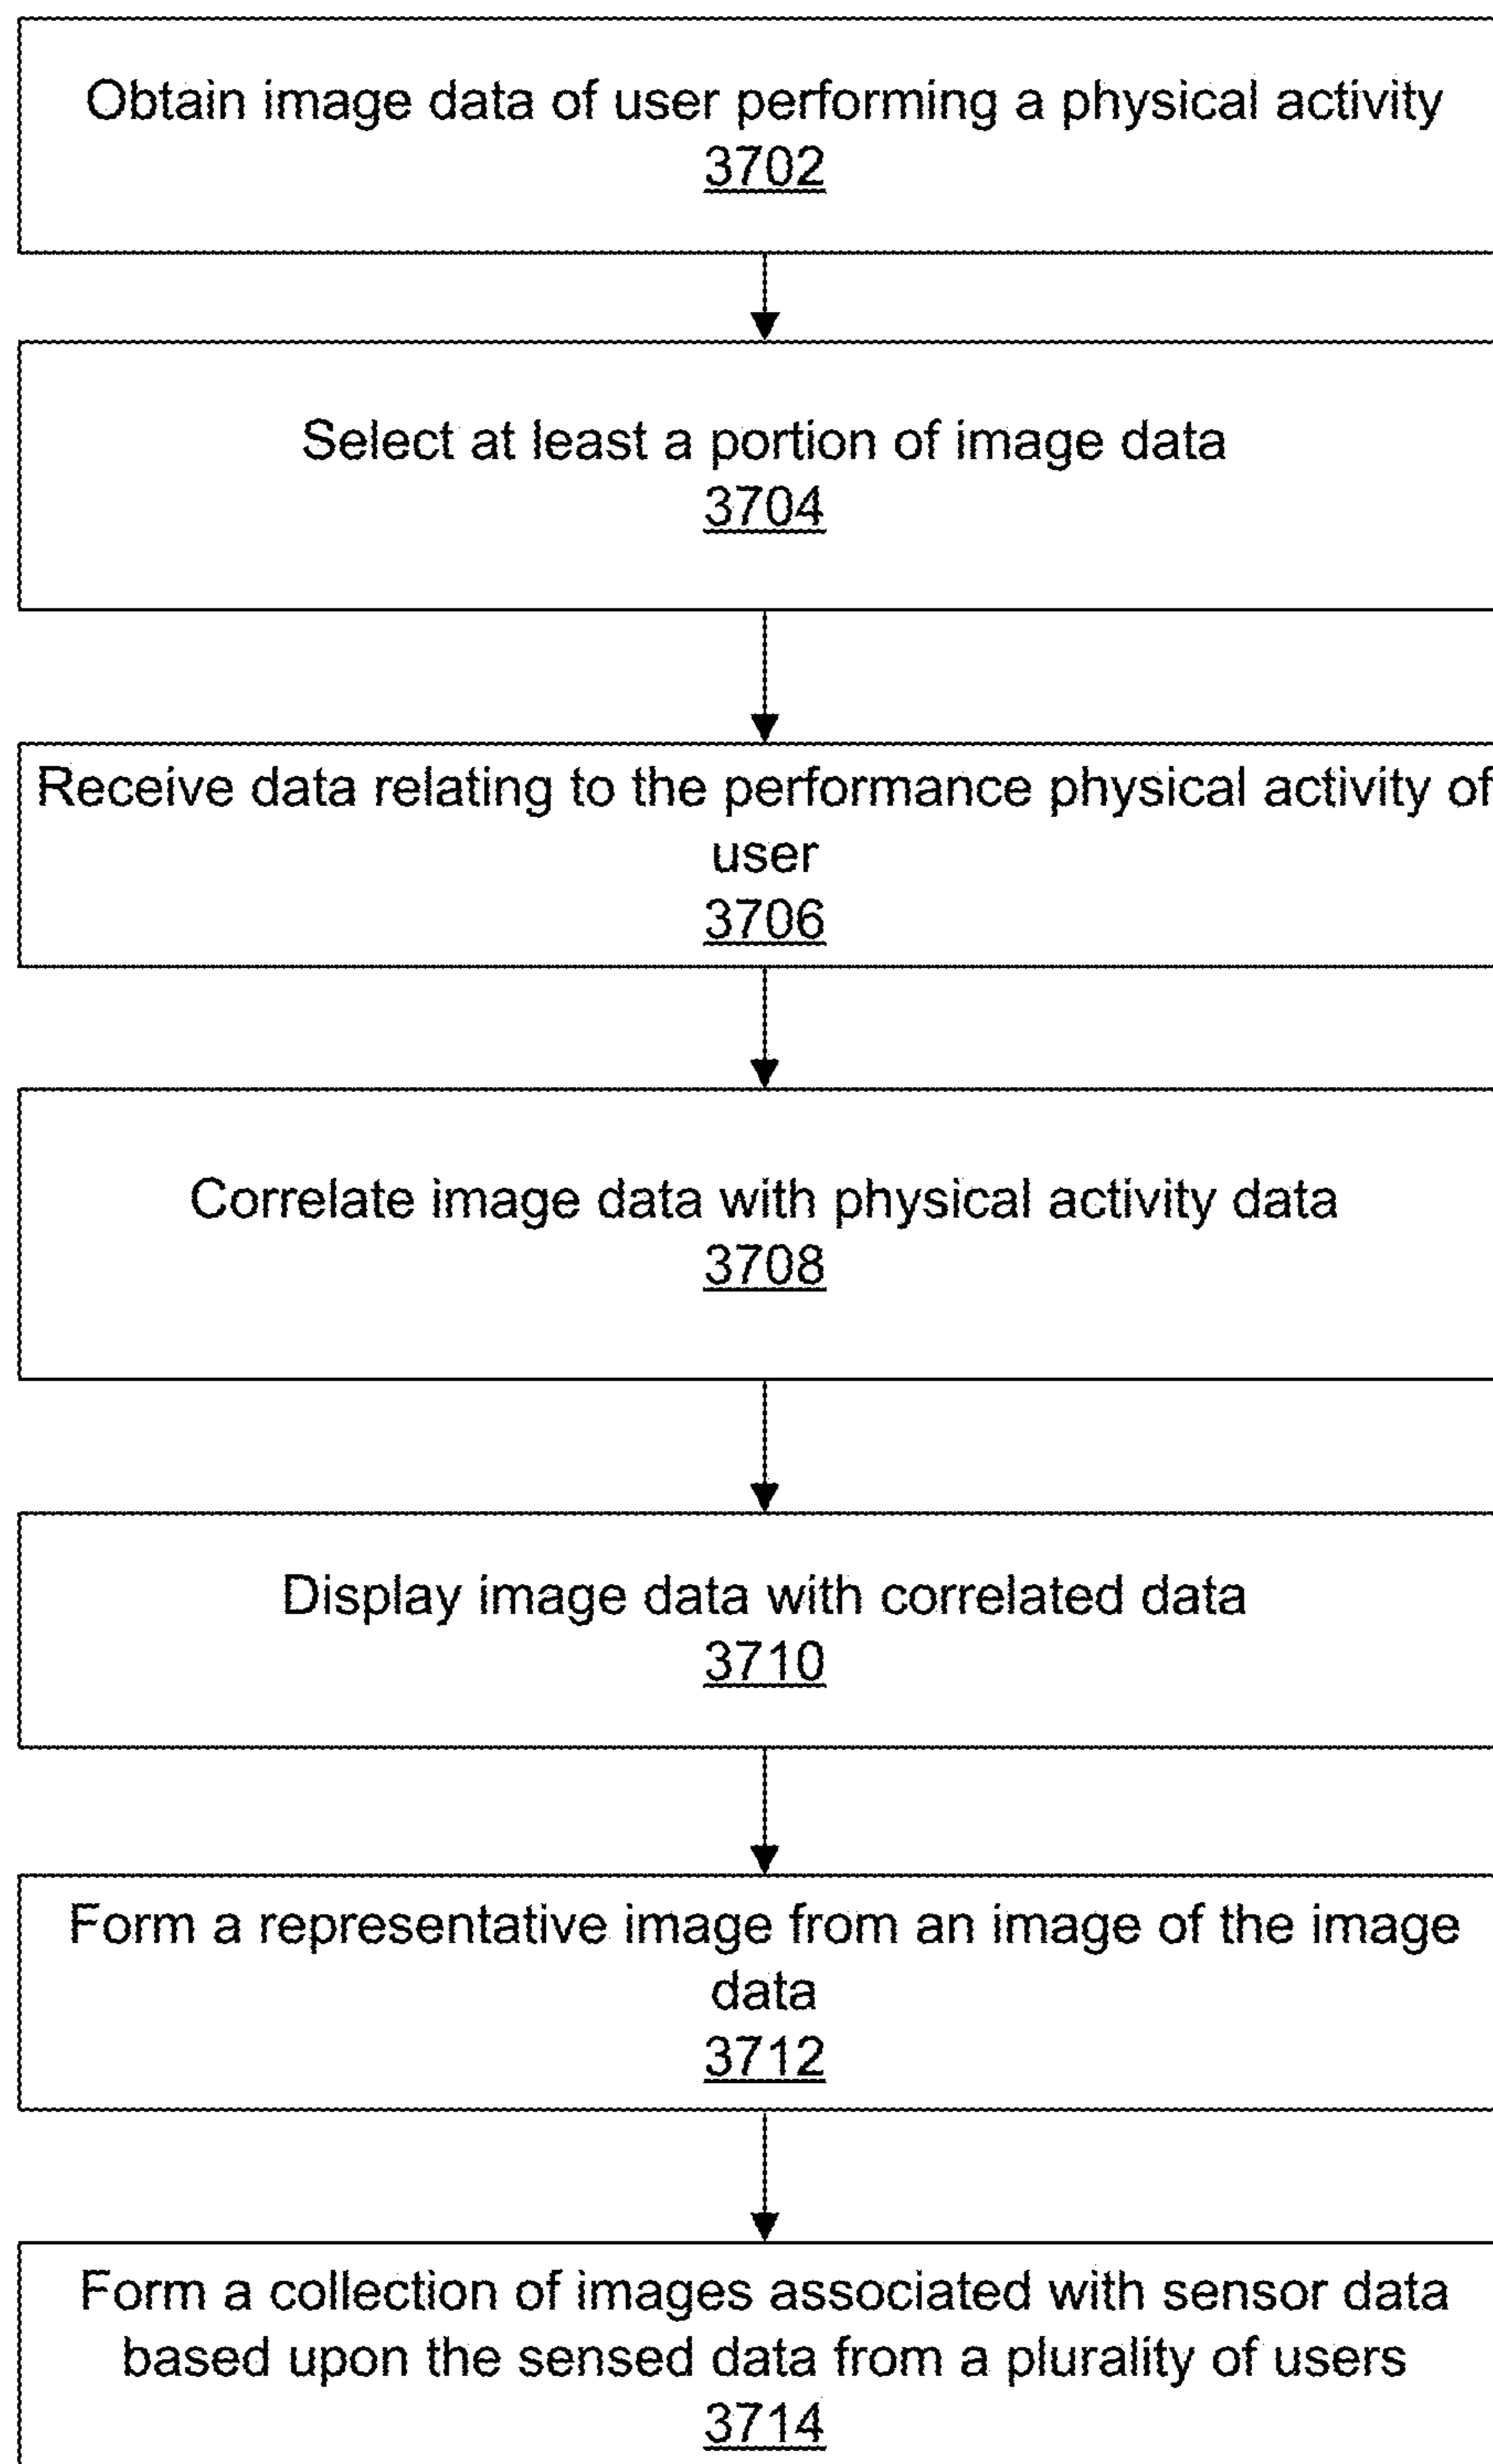 Obtain image data of user performing a physical activity
3702
Select at least a portion of image data
3704
Receive data relating to the performance physical activity of
user
3706
Correlate image data with physical activity data
3708
Display image data with correlated data
3710
Form a representative image from an image of the image
data
3712
Form a collection of images associated with sensor data
based upon the sensed data from a plurality of users
3714